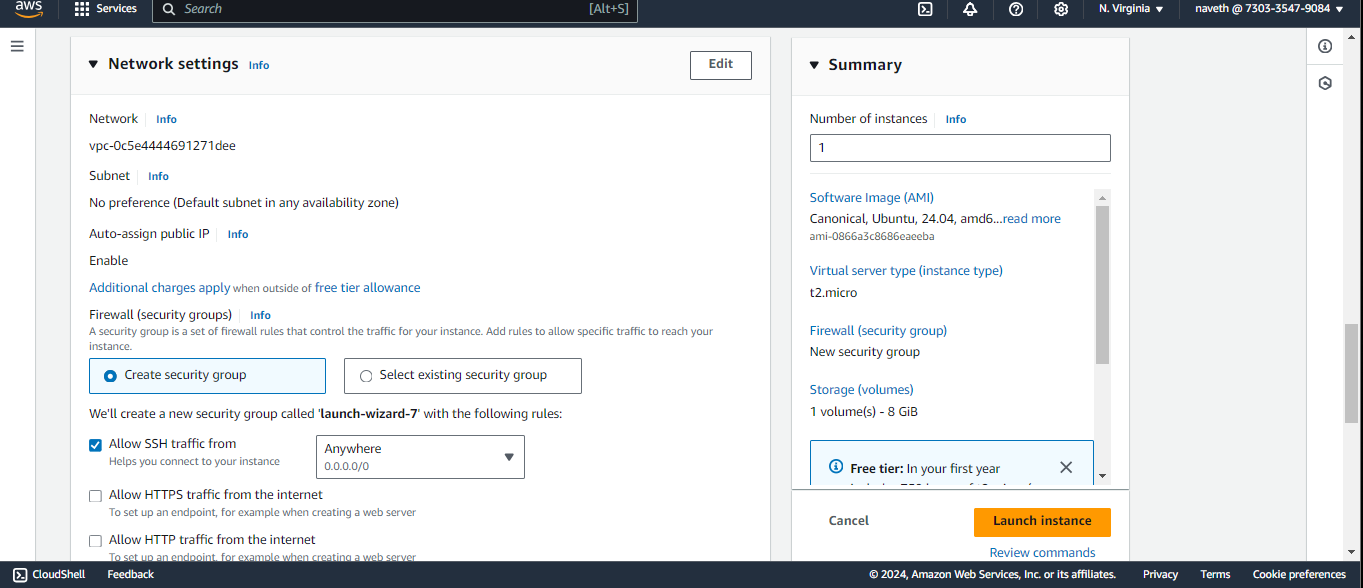 aws
Services
Search
[Alt+S]
N. Virginia
naveth @ 7303-3547-9084
Network settings Info
Edit
Network Info
vpc-0c5e4444691271dee
Subnet Info
No preference (Default subnet in any availability zone)
Auto-assign public IP Info
Enable
Additional charges apply when outside of free tier allowance
Firewall (security groups) Info
A security group is a set of firewall rules that control the traffic for your instance. Add rules to allow specific traffic to reach your
instance.
Create security group
Select existing security group
We'll create a new security group called 'launch-wizard-7' with the following rules:
Allow SSH traffic from
Helps you connect to your instance
Anywhere
0.0.0.0/0
Allow HTTPS traffic from the internet
To set up an endpoint, for example when creating a web server
Allow HTTP traffic from the internet
To set up an endpoint, for example when creating a web server
Summary
Number of instances Info
1
Software Image (AMI)
Canonical, Ubuntu, 24.04, amd6...read more
ami-0866a3c8686eaeeba
Virtual server type (instance type)
t2.micro
Firewall (security group)
New security group
Storage (volumes)
1 volume(s) - 8 GiB
Free tier: In your first year
Cancel
Launch instance
Review commands
CloudShell
Feedback
© 2024, Amazon Web Services, Inc. or its affiliates.
Privacy
Terms
Cookie preferences